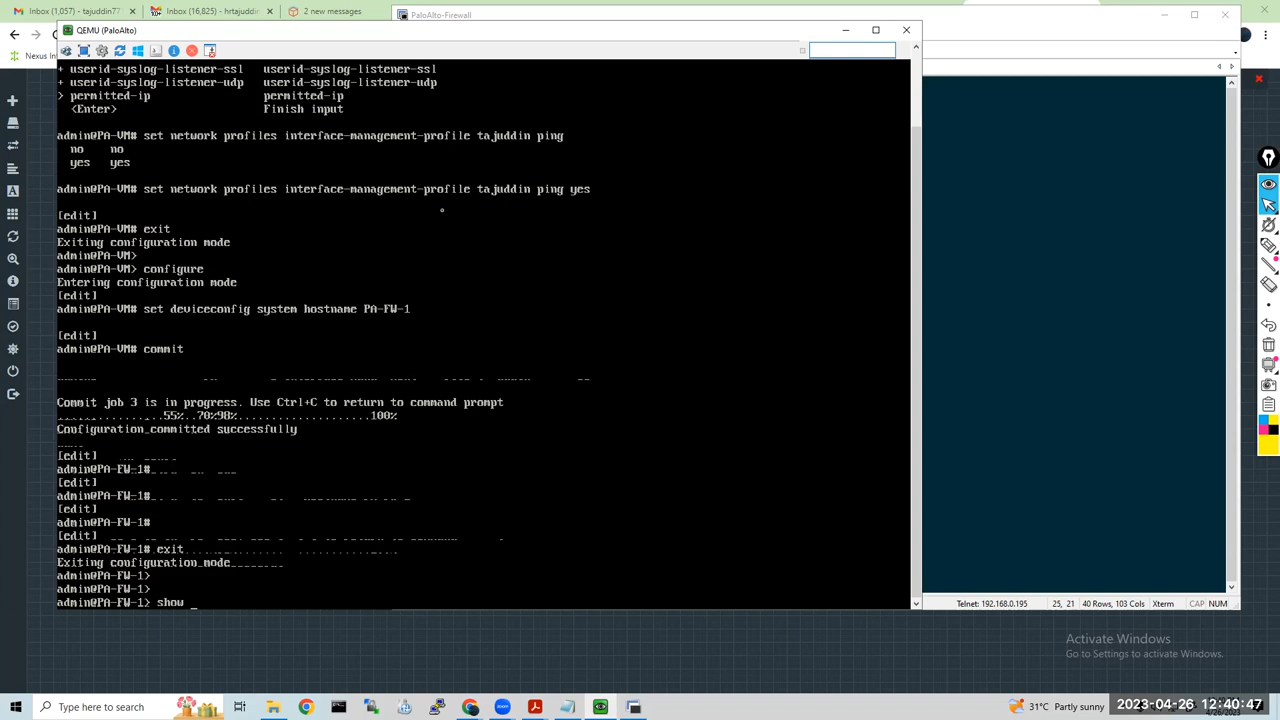 Inbox (1,057) - tajuddin77
Inbox (16,825) - hrtajuddin
2 new messages
PaloAlto-Firewall
QEMU (PaloAlto)
Nexus In
+ userid-syslog-listener-ssl userid-syslog-listener-ssl
+ userid-syslog-listener-udp userid-syslog-listener-udp
> permitted-ip permitted-ip
<Enter> Finish input
admin@PA-VM# set network profiles interface-management-profile tajuddin ping
no no
yes yes
admin@PA-VM# set network profiles interface-management-profile tajuddin ping yes
[edit]
admin@PA-VM# exit
Exiting configuration mode
admin@PA-VM>
admin@PA-VM> configure
Entering configuration mode
[edit]
admin@PA-VM# set deviceconfig system hostname PA-FW-1
[edit]
admin@PA-VM# commit
Commit job 3 is in progress. Use Ctrl+C to return to command prompt
...........1..55%..70%98%.....................100%
Configuration committed successfully
[edit]
admin@PA-FW-1#
[edit]
admin@PA-FW-1#
[edit]
admin@PA-FW-1#
[edit]
admin@PA-FW-1# exit
Exiting configuration mode
admin@PA-FW-1>
admin@PA-FW-1>
admin@PA-FW-1> show _
Telnet: 192.168.0.195 25, 21 40 Rows, 103 Cols Xterm CAP NUM
Activate Windows
Go to Settings to activate Windows.
Type here to search
31°C Partly sunny
2023-04-26 12:40:47